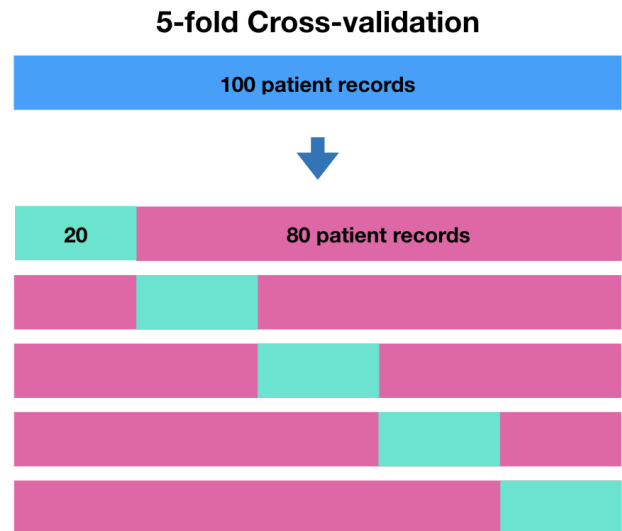 5-fold Cross-validation
100 patient records
20
80 patient records